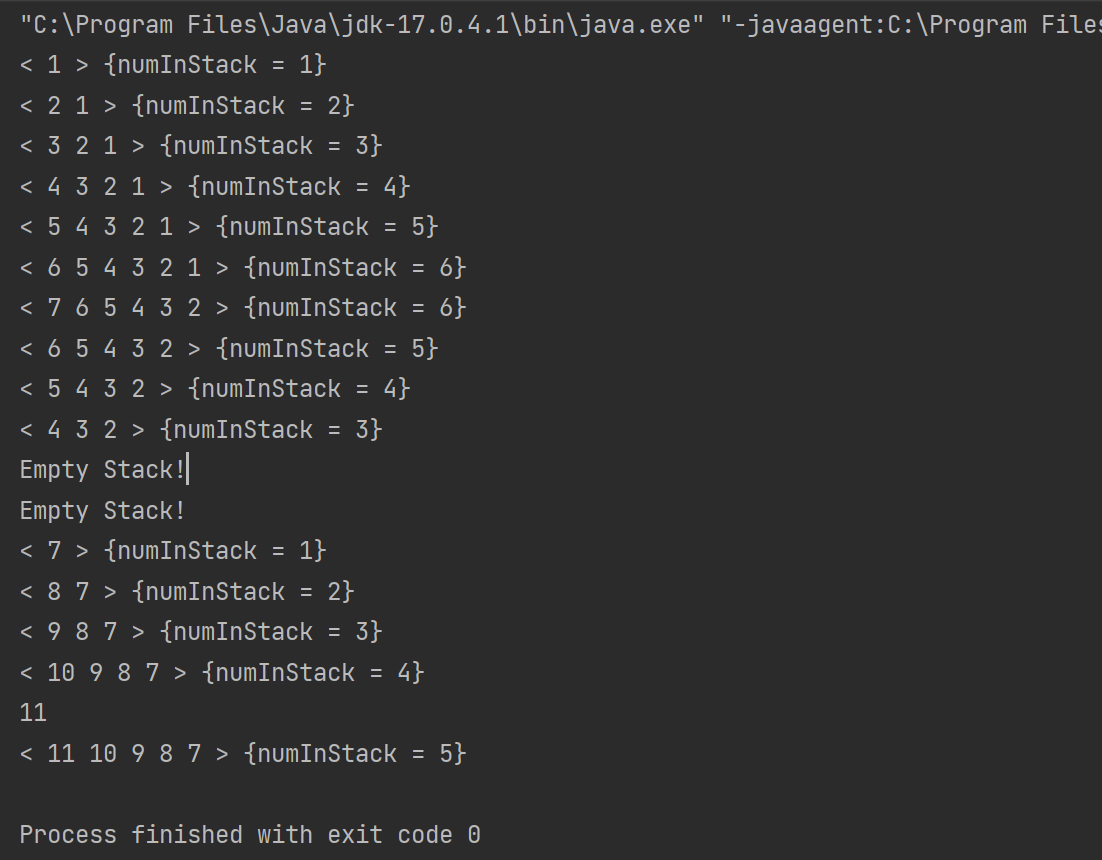 "C:\Program Files\Java\jdk-17.0.4.1\bin\java.exe" "-javaagent:C:\Program Files
< 1 > {numInStack = 1}
< 2 1 > {numInStack = 2}
< 3 2 1 > {numInStack = 3}
< 4 3 2 1 > {numInStack = 4}
< 5 4 3 2 1 > {numInStack = 5}
< 6 5 4 3 2 1 > {numInStack = 6}
< 7 6 5 4 3 2 > {numInStack = 6}
< 6 5 4 3 2 > {numInStack = 5}
< 5 4 3 2 > {numInStack = 4}
< 4 3 2 > {numInStack = 3}
Empty Stack!
Empty Stack!
< 7 > {numInStack = 1}
< 8 7 > {numInStack = 2}
< 9 8 7 > {numInStack = 3}
< 10 9 8 7 > {numInStack = 4}
11
< 11 10 9 8 7 > {numInStack = 5}
Process finished with exit code 0